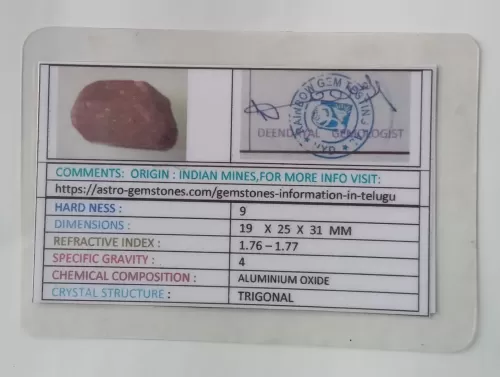 RAINBOW GEM TESTING
HYD
DEENDAYAL GEMOLOGIST
COMMENTS: ORIGIN : INDIAN MINES,FOR MORE INFO VISIT:
https://astro-gemstones.com/gemstones-information-in-telugu
HARD NESS : 9
DIMENSIONS : 19 X 25 X 31 MM
REFRACTIVE INDEX : 1.76 – 1.77
SPECIFIC GRAVITY : 4
CHEMICAL COMPOSITION : ALUMINIUM OXIDE
CRYSTAL STRUCTURE : TRIGONAL